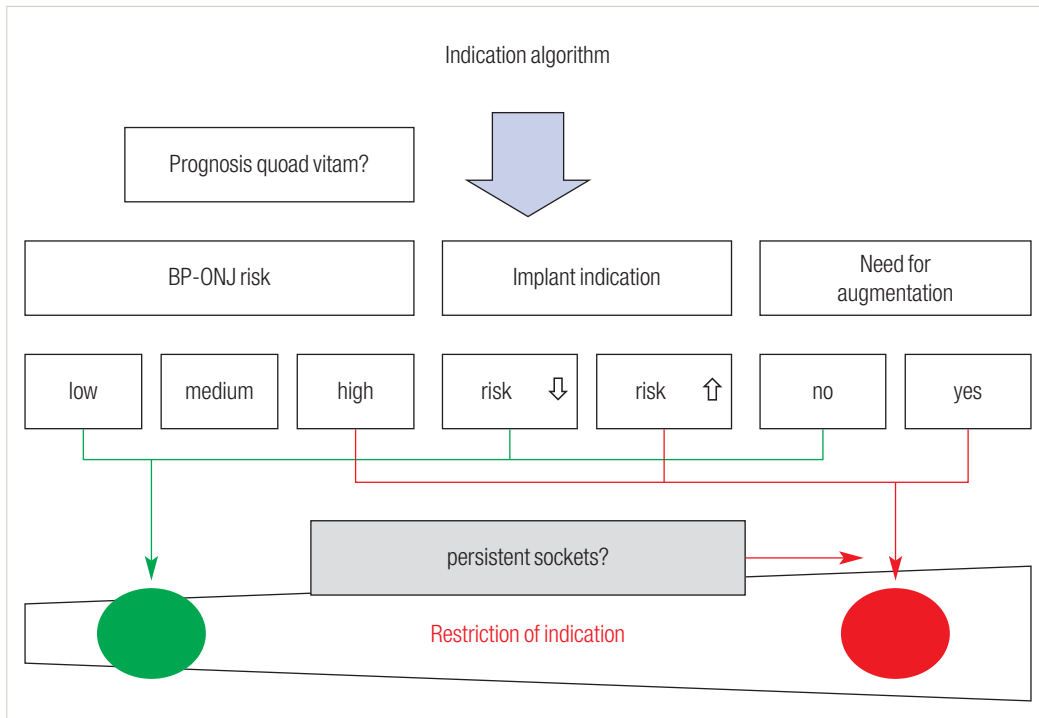 Indication algorithm
Prognosis quoad vitam?
BP-ONJ risk
Implant indication
Need for
augmentation
low
medium
high
risk
risk
no
yes
persistent sockets?
Restriction of indication